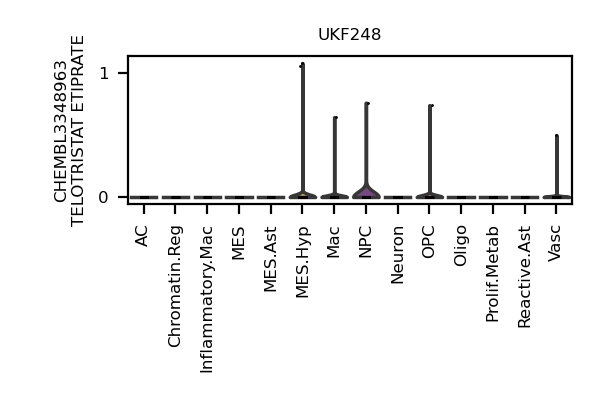 UKF248
CHEMBL3348963
TELOTRISTAT ETIPRATE
1
0
AC
Chromatin.Reg
Inflammatory.Mac
MES
MES.Ast
MES.Hyp
Mac
NPC
Neuron
OPC
Oligo
Prolif.Metab
Reactive.Ast
Vasc